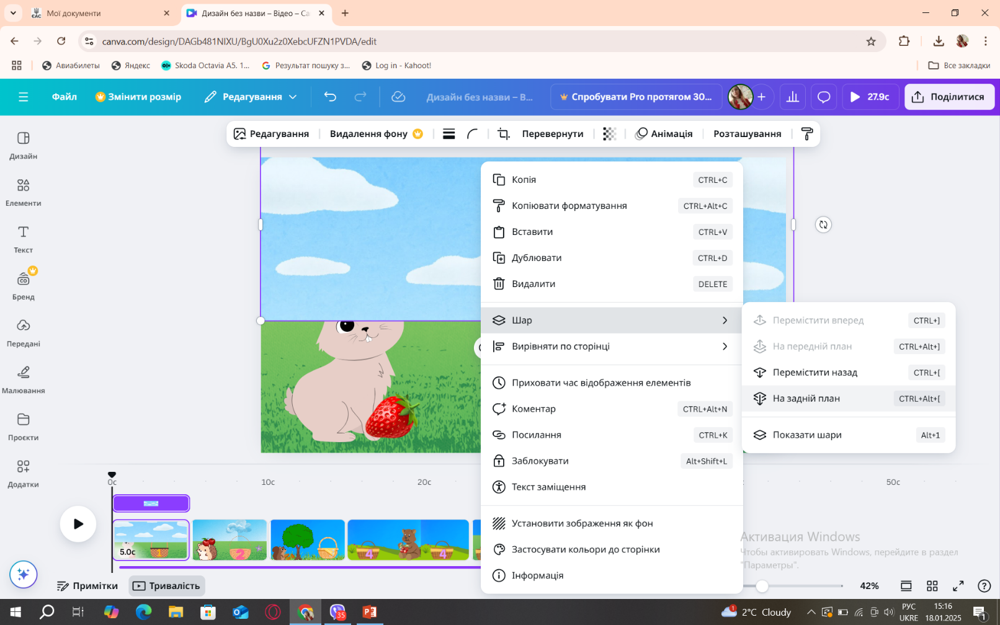 Мої документи
Дизайн без назви – Відео – Ca
canva.com/design/DAGb481NIXU/BgU0Xu2z0XebcUFZN1PVDA/edit
Авиабилеты
Яндекс
Skoda Octavia A5. 1...
Результат пошуку з...
Log in - Kahoot!
Все закладки
Файл
Змінити розмір
Редагування
Дизайн без назви – В...
Спробувати Pro протягом 30...
27.9с
Поділитися
Редагування
Видалення фону
Перевернути
Анімація
Розташування
Дизайн
Елементи
Текст
Бренд
Передані
Малювання
Проєкти
Додатки
Копія CTRL+C
Копіювати форматування CTRL+Alt+C
Вставити CTRL+V
Дублювати CTRL+D
Видалити DELETE
Шар
Вирівняти по сторінці
Приховати час відображення елементів
Коментар CTRL+Alt+N
Посилання CTRL+K
Заблокувати Alt+Shift+L
Текст заміщення
Установити зображення як фон
Застосувати кольори до сторінки
Інформація
Перемістити вперед CTRL+]
На передній план CTRL+Alt+]
Перемістити назад CTRL+[
На задній план CTRL+Alt+[
Показати шари Alt+1
0с
10с
20с
50с
5.0с
1
2
4
4
Активация Windows
Чтобы активировать Windows, перейдите в раздел
"Параметры".
Примітки
Тривалість
42%
35
1
2°C Cloudy
РУС
UKRE
15:16
18.01.2025
1